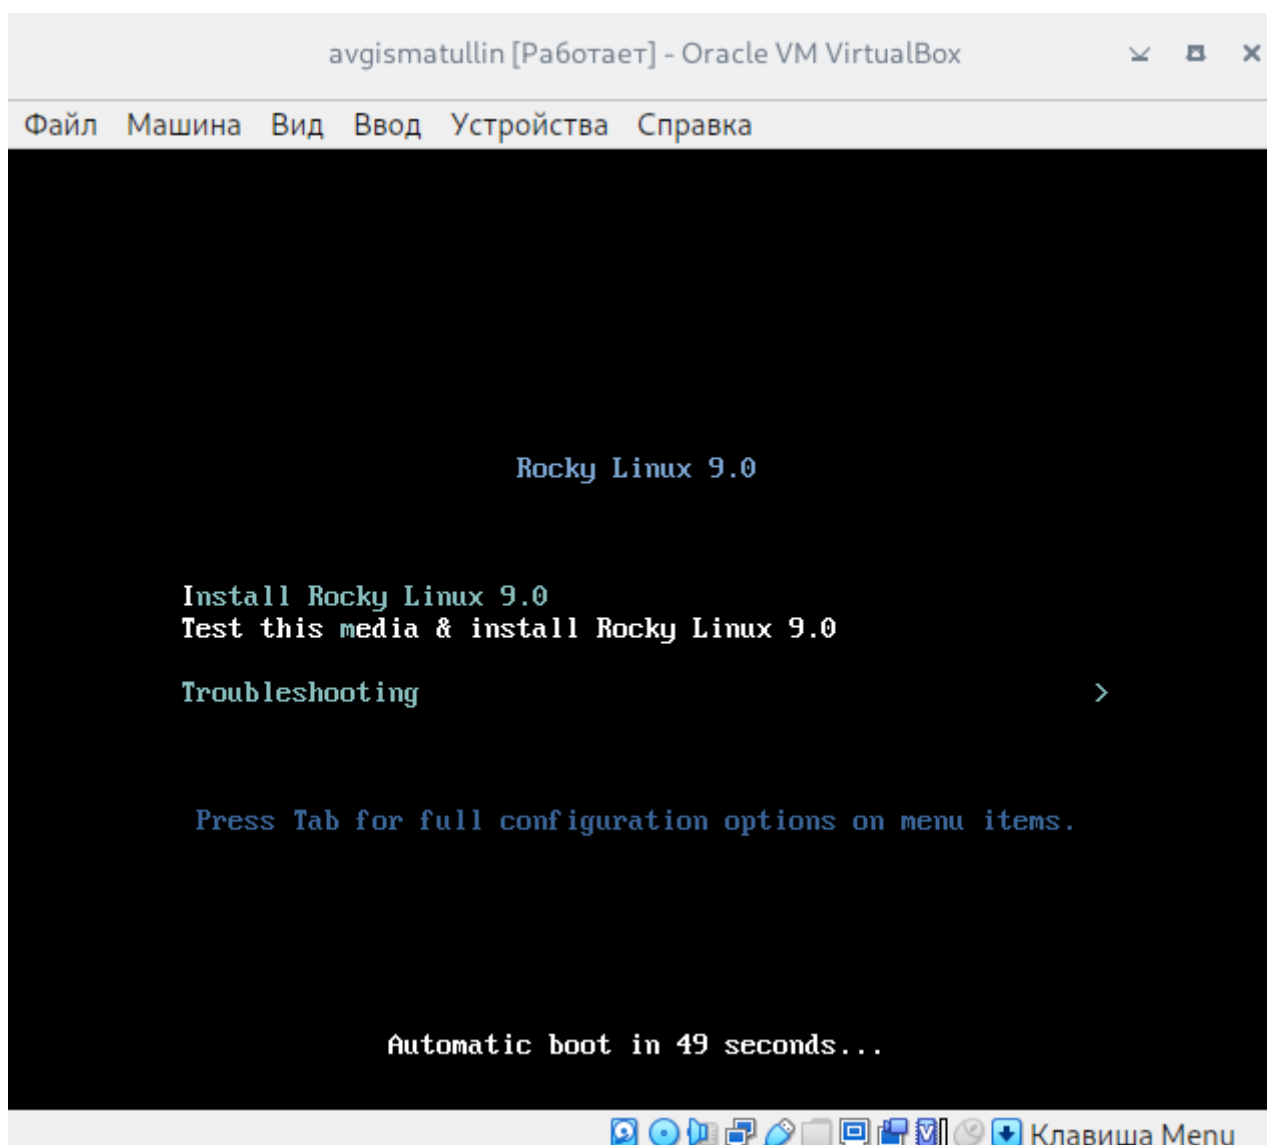 avgismatullin [Работает] - Oracle VM VirtualBox
Файл Машина Вид Ввод Устройства Справка
Rocky Linux 9.0
Install Rocky Linux 9.0
Test this media & install Rocky Linux 9.0
Troubleshooting >
Press Tab for full configuration options on menu items.
Automatic boot in 49 seconds...
Клавиша Menu